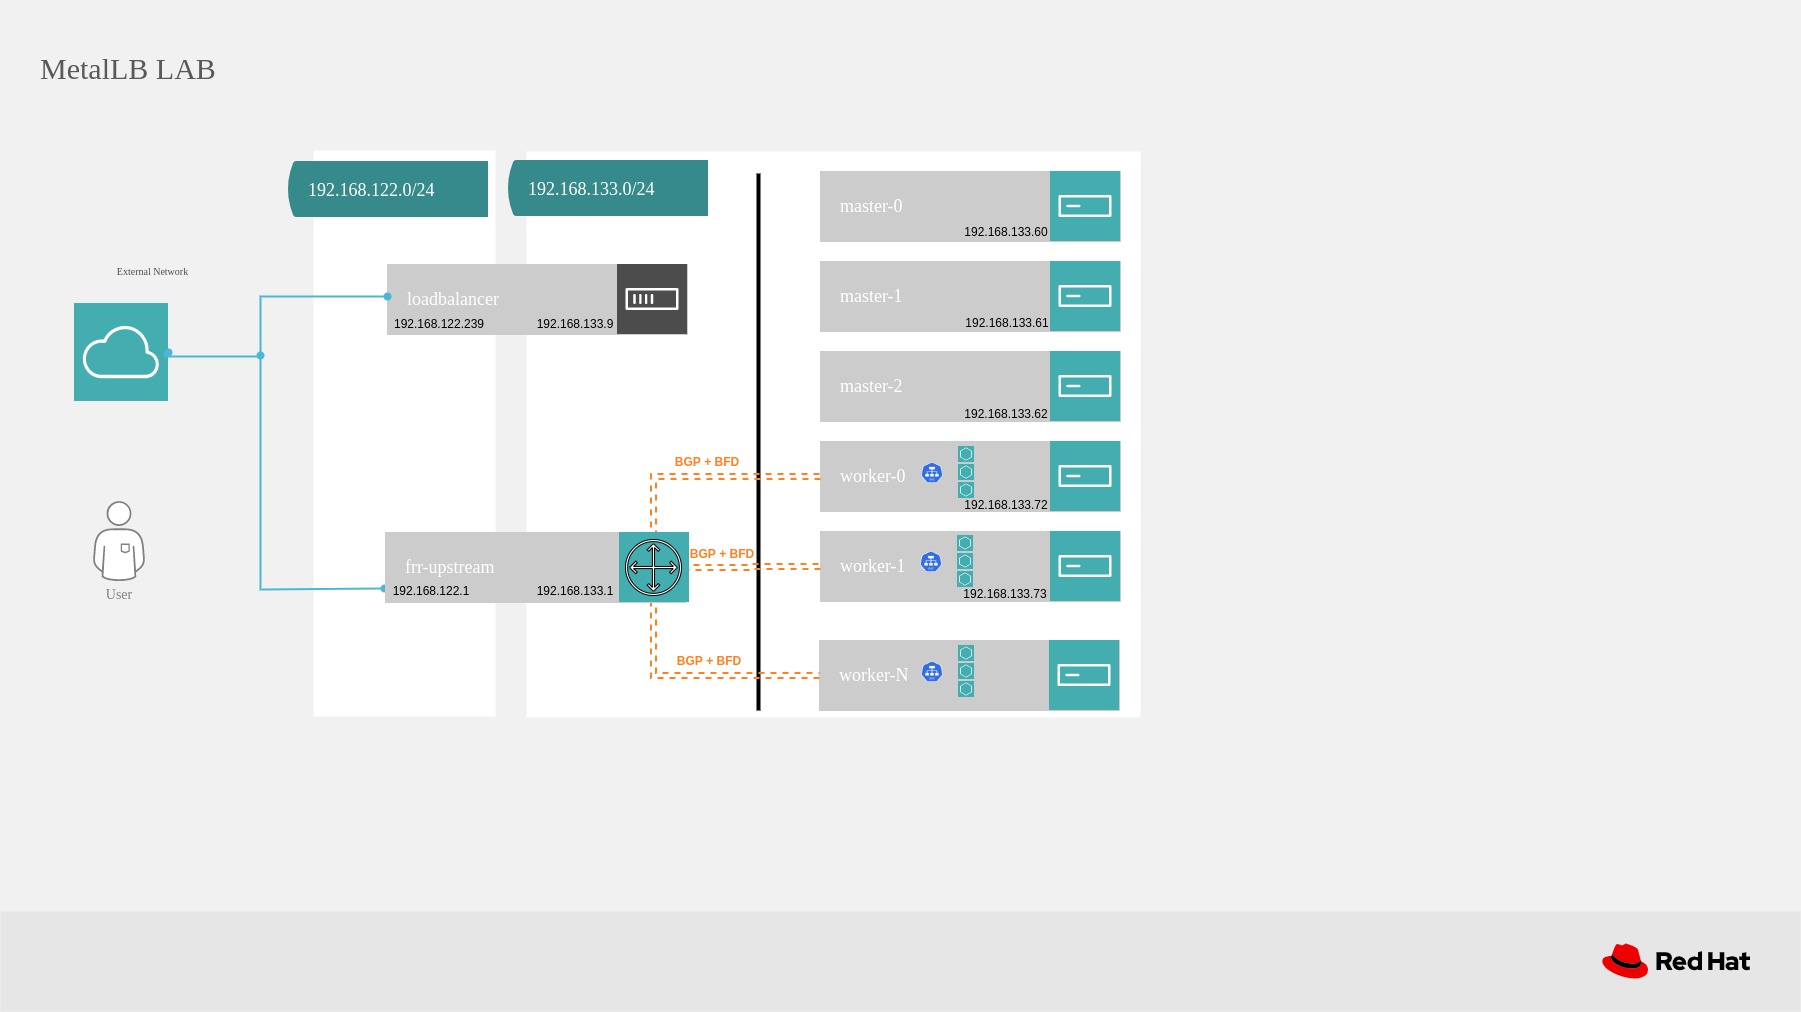 MetalLB LAB
192.168.122.0/24
192.168.133.0/24
External Network
loadbalancer
192.168.122.239
192.168.133.9
User
frr-upstream
192.168.122.1
192.168.133.1
BGP + BFD
BGP + BFD
BGP + BFD
master-0
192.168.133.60
master-1
192.168.133.61
master-2
192.168.133.62
worker-0
192.168.133.72
worker-1
192.168.133.73
worker-N
Red Hat